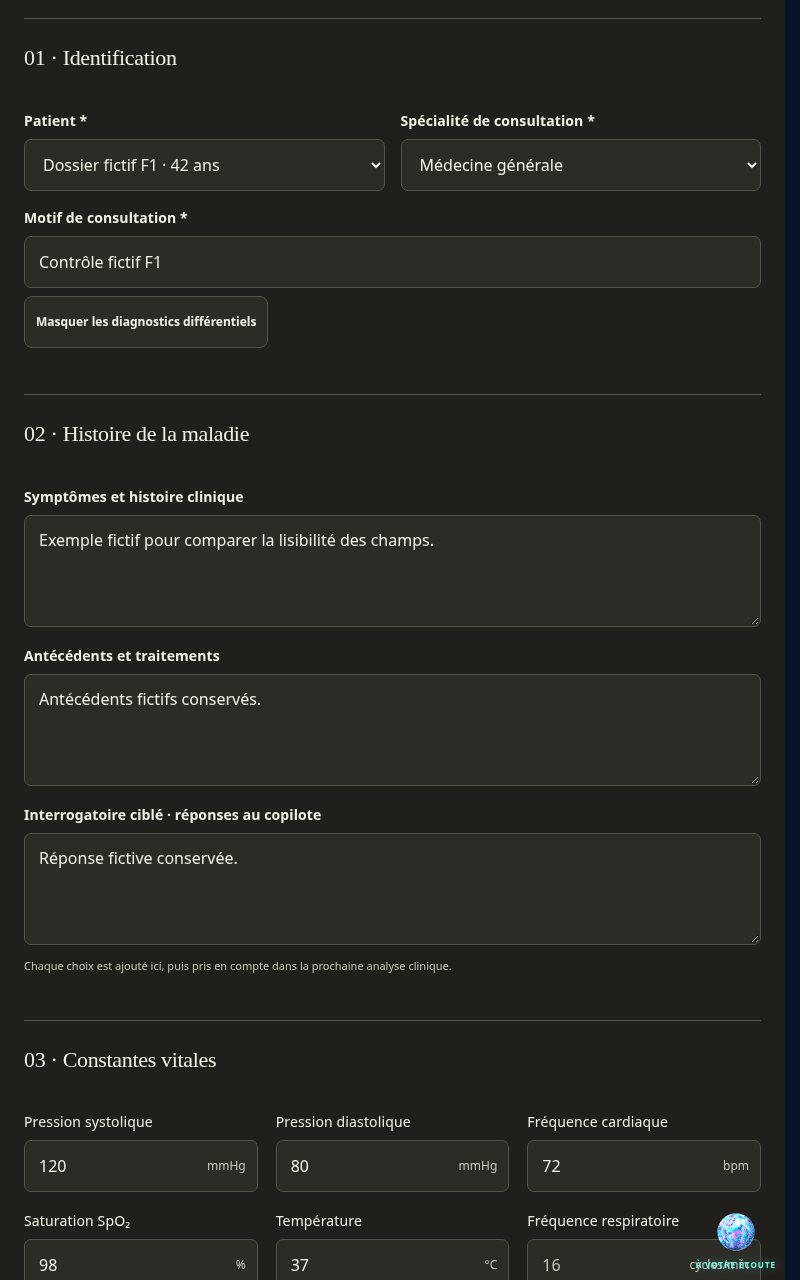 01 · Identification
Patient *
Spécialité de consultation *
Dossier fictif F1 · 42 ans
Médecine générale
Motif de consultation *
Contrôle fictif F1
Masquer les diagnostics différentiels
02 · Histoire de la maladie
Symptômes et histoire clinique
Exemple fictif pour comparer la lisibilité des champs.
Antécédents et traitements
Antécédents fictifs conservés.
Interrogatoire ciblé · réponses au copilote
Réponse fictive conservée.
Chaque choix est ajouté ici, puis pris en compte dans la prochaine analyse clinique.
03 · Constantes vitales
Pression systolique
Pression diastolique
Fréquence cardiaque
120 mmHg
80 mmHg
72 bpm
Saturation SpO₂
Température
Fréquence respiratoire
98 %
37 °C
16